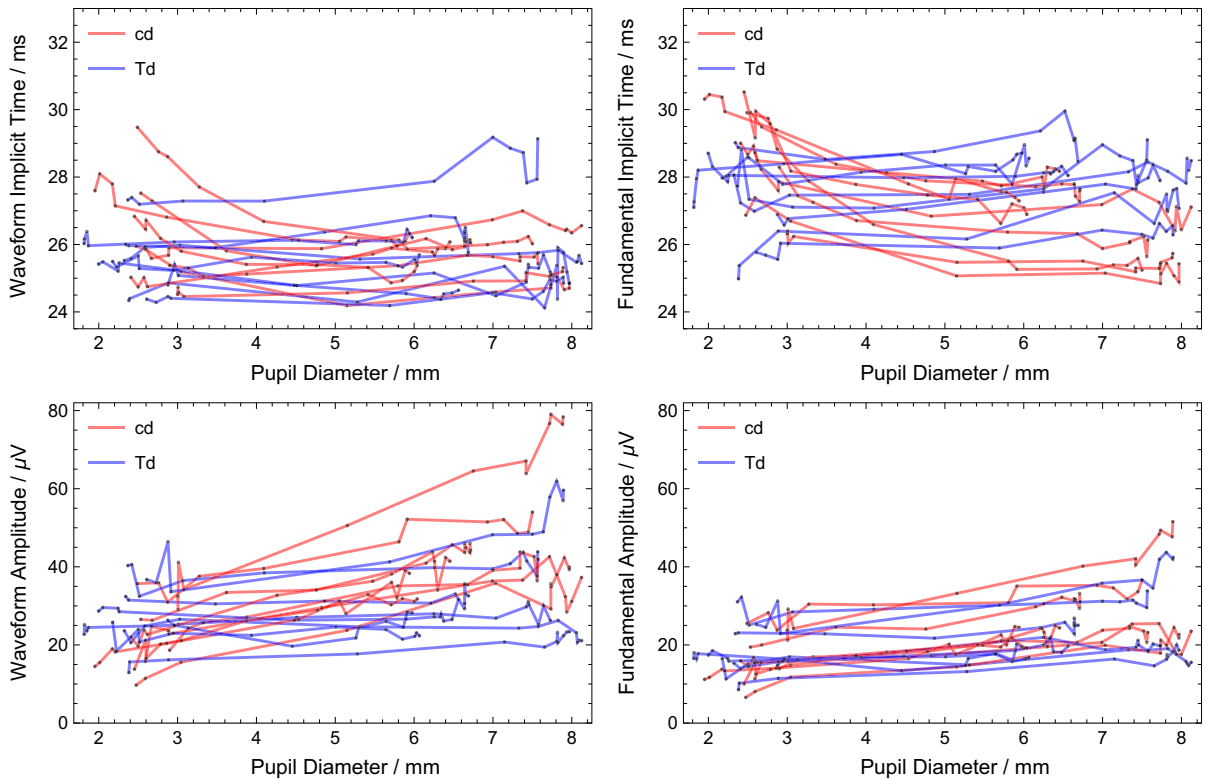 Waveform Implicit Time / ms
32
30
28
26
24
cd
Td
2 3 4 5 6 7 8
Pupil Diameter / mm
Fundamental Implicit Time / ms
32
30
28
26
24
cd
Td
2 3 4 5 6 7 8
Pupil Diameter / mm
Waveform Amplitude / μV
80
60
40
20
0
cd
Td
2 3 4 5 6 7 8
Pupil Diameter / mm
Fundamental Amplitude / μV
80
60
40
20
0
cd
Td
2 3 4 5 6 7 8
Pupil Diameter / mm